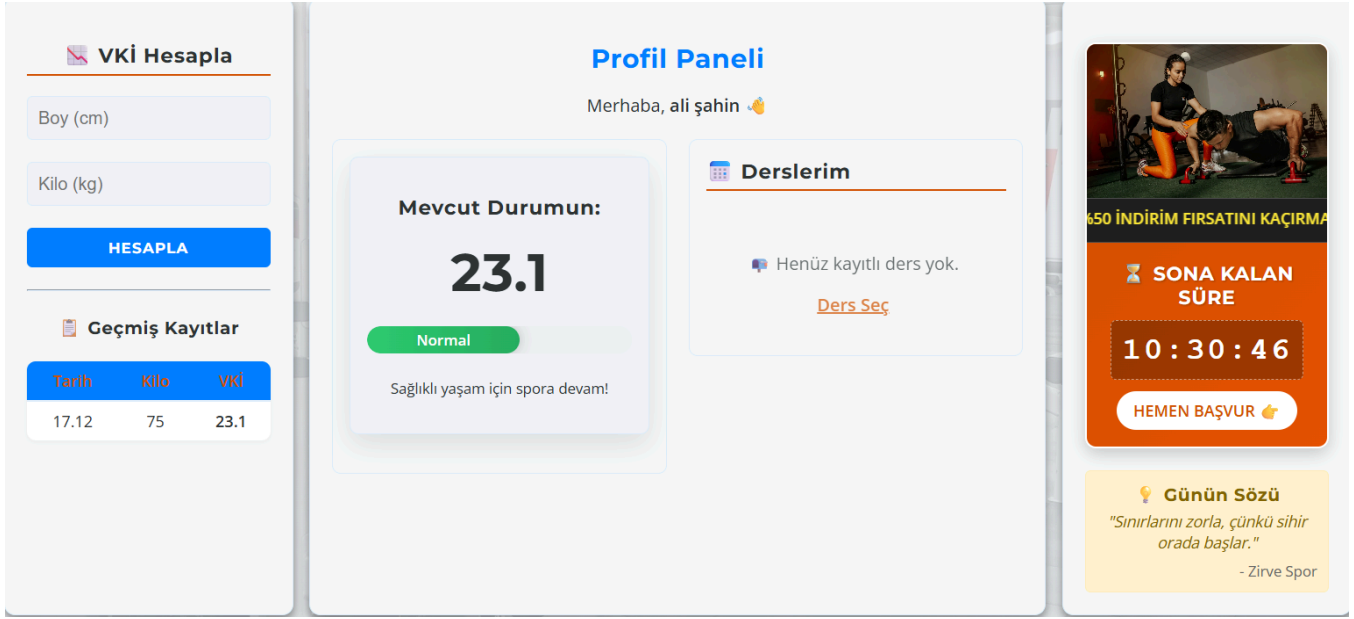 VKİ Hesapla
Boy (cm)
Kilo (kg)
HESAPLA
Geçmiş Kayıtlar
Tarih Kilo VKİ
17.12 75 23.1
Profil Paneli
Merhaba, ali şahin
Mevcut Durumun:
23.1
Normal
Sağlıklı yaşam için spora devam!
Derslerim
Henüz kayıtlı ders yok.
Ders Seç
%50 İNDİRİM FIRSATINI KAÇIRMA
SONA KALAN
SÜRE
10:30:46
HEMEN BAŞVUR
Günün Sözü
"Sınırlarını zorla, çünkü sihir
orada başlar."
- Zirve Spor